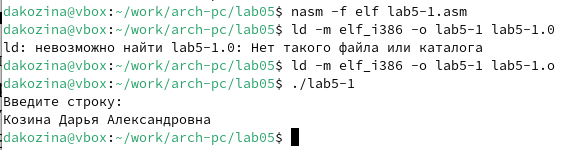 dakozina@vbox:~/work/arch-pc/lab05$ nasm -f elf lab5-1.asm
dakozina@vbox:~/work/arch-pc/lab05$ ld -m elf_i386 -o lab5-1 lab5-1.0
ld: невозможно найти lab5-1.0: Нет такого файла или каталога
dakozina@vbox:~/work/arch-pc/lab05$ ld -m elf_i386 -o lab5-1 lab5-1.o
dakozina@vbox:~/work/arch-pc/lab05$ ./lab5-1
Введите строку:
Козина Дарья Александровна
dakozina@vbox:~/work/arch-pc/lab05$